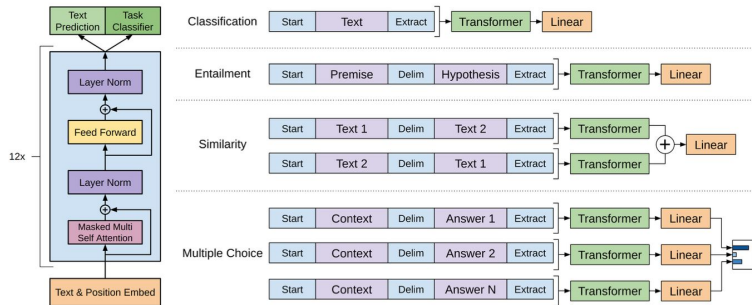 Text Prediction
Task Classifier
12x
Layer Norm
Feed Forward
Layer Norm
Masked Multi
Self Attention
Text & Position Embed
Classification
Start Text Extract Transformer Linear
Entailment
Start Premise Delim Hypothesis Extract Transformer Linear
Similarity
Start Text 1 Delim Text 2 Extract Transformer
Start Text 2 Delim Text 1 Extract Transformer
Linear
Multiple Choice
Start Context Delim Answer 1 Extract Transformer Linear
Start Context Delim Answer 2 Extract Transformer Linear
Start Context Delim Answer N Extract Transformer Linear